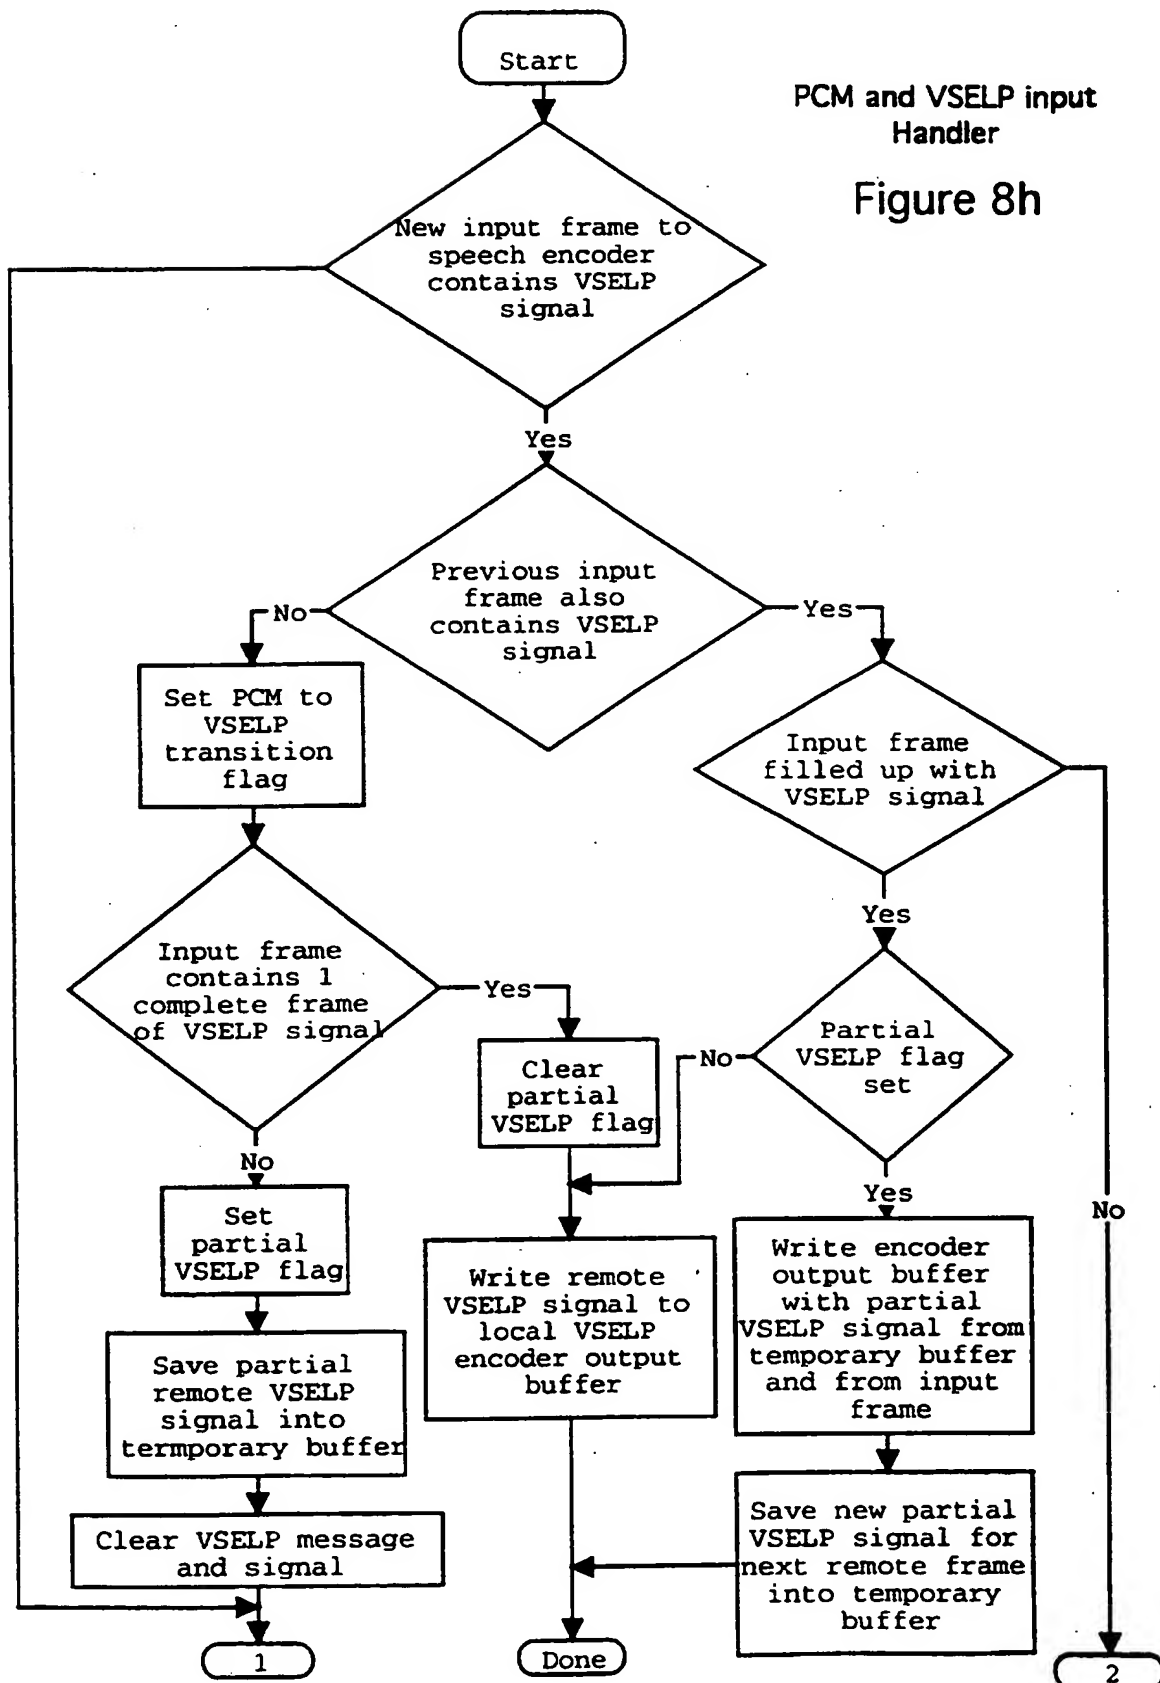 Start
PCM and VSELP input
Handler
Figure 8h
New input frame to
speech encoder
contains VSELP
signal
Yes
Previous input
frame also
contains VSELP
signal
No
Yes
Set PCM to
VSELP
transition
flag
Input frame
filled up with
VSELP signal
Yes
No
Input frame
contains 1
complete frame
of VSELP signal
Yes
No
Clear
partial
VSELP flag
Partial
VSELP flag
set
No
Yes
Set
partial
VSELP flag
Write remote
VSELP signal to
local VSELP
encoder output
buffer
Write encoder
output buffer
with partial
VSELP signal from
temporary buffer
and from input
frame
Save partial
remote VSELP
signal into
termporary buffer
Clear VSELP message
and signal
Save new partial
VSELP signal for
next remote frame
into temporary
buffer
1
Done
2